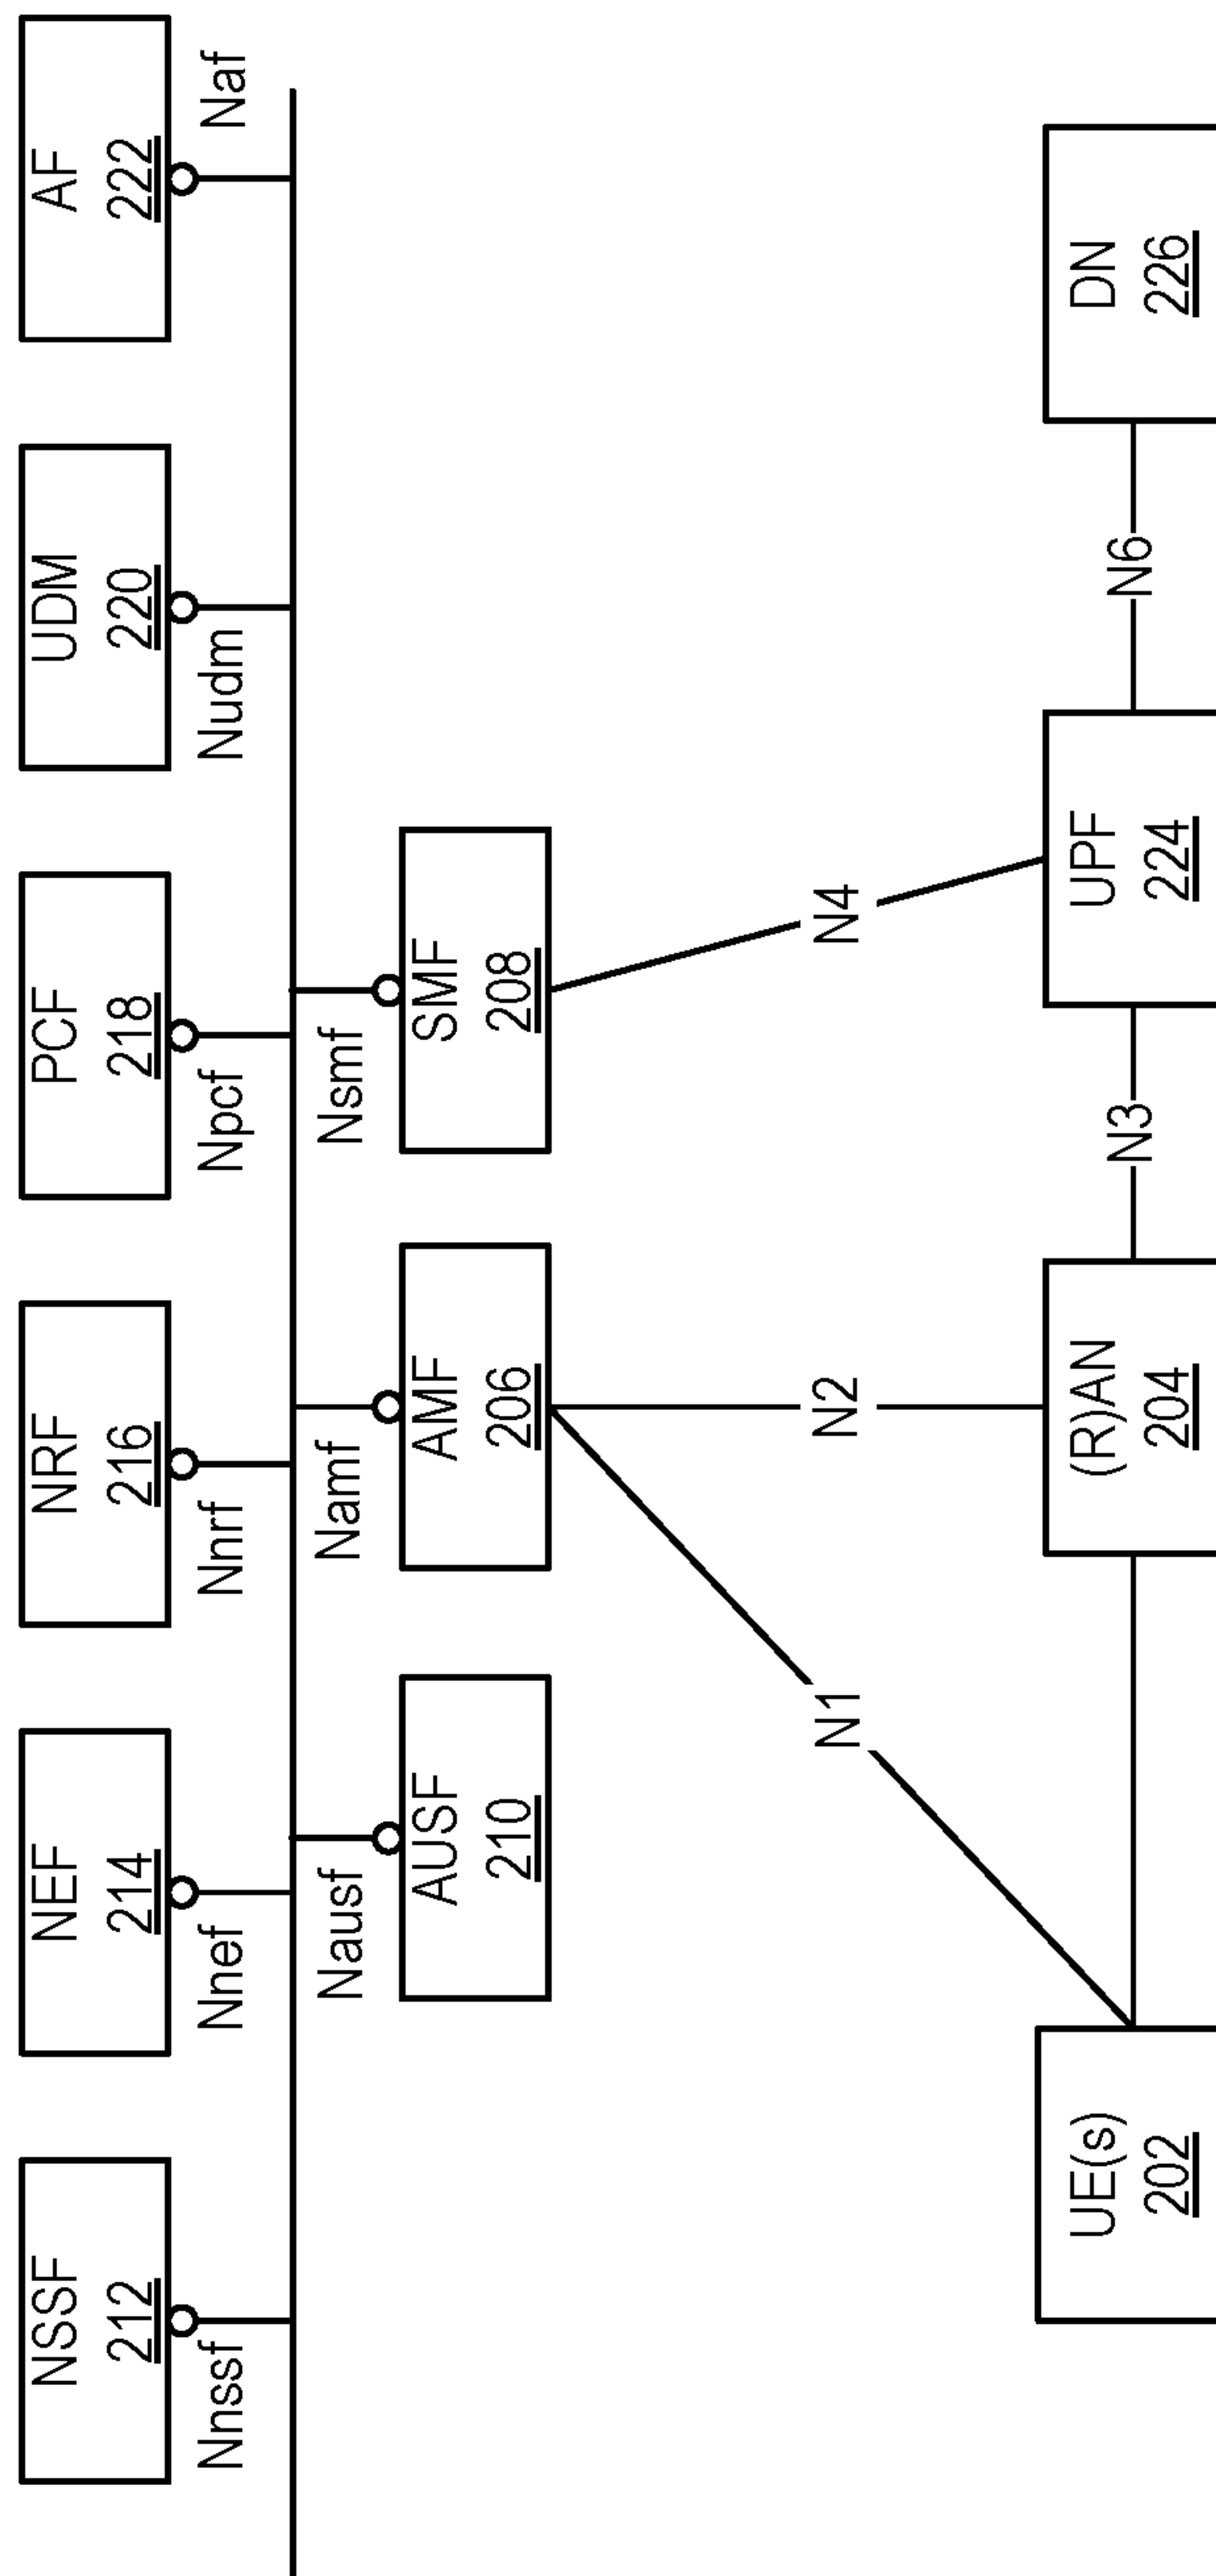 NSSF
212
NEF
214
NRF
216
PCF
218
UDM
220
AF
222
Nnssf
Nnef
Nnrf
Npcf
Nudm
Naf
Nausf
Namf
Nsmf
AUSF
210
AMF
206
SMF
208
N1
N2
N4
UE(s)
202
(R)AN
204
N3
UPF
224
N6
DN
226